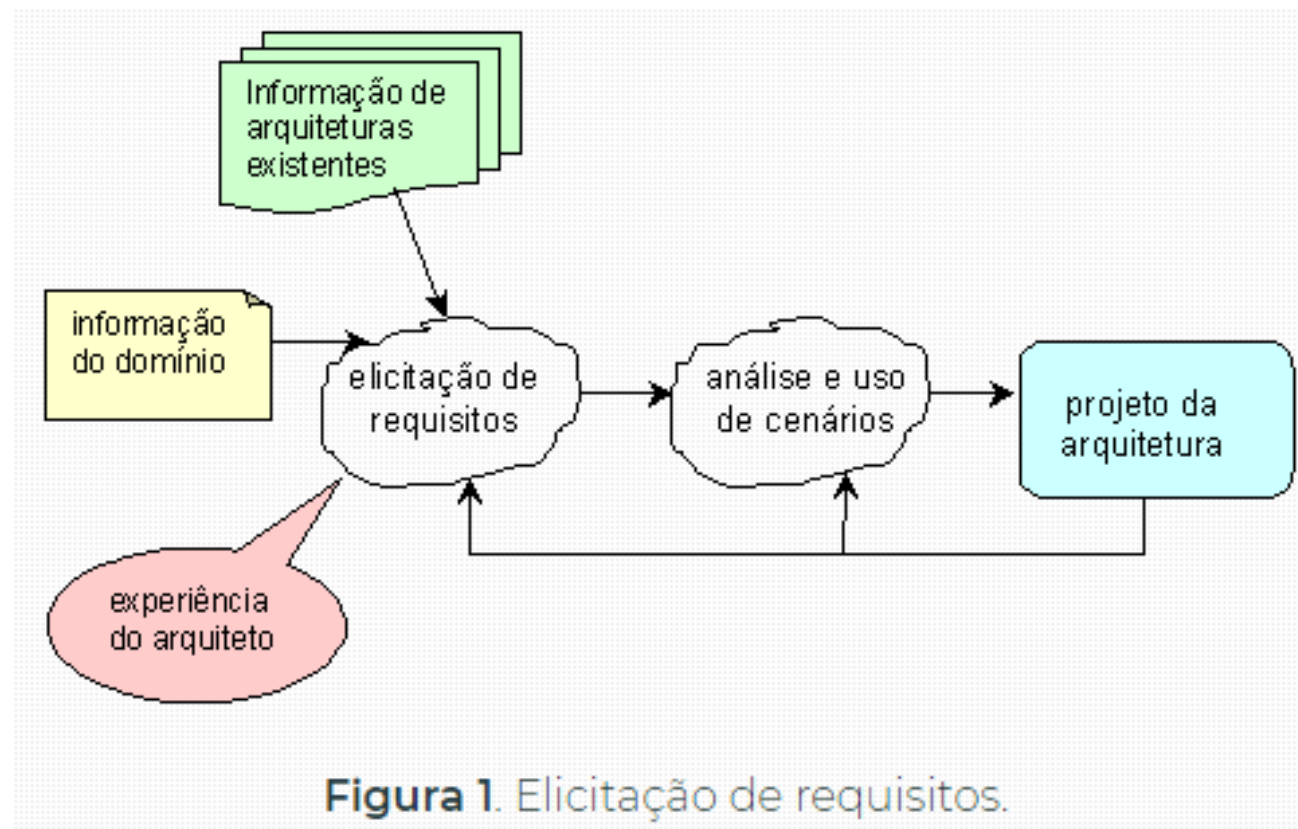 Informação de
arquiteturas
existentes
informação
do domínio
elicitação de
requisitos
análise e uso
de cenários
projeto da
arquitetura
experiência
do arquiteto
Figura 1. Elicitação de requisitos.